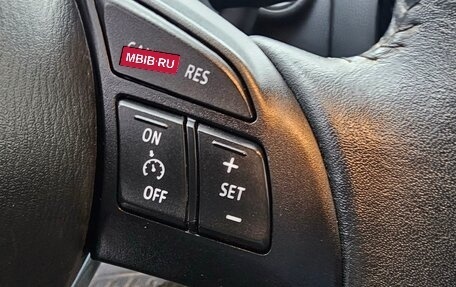 MBIB.RU
RES
ON
OFF
+
SET
−